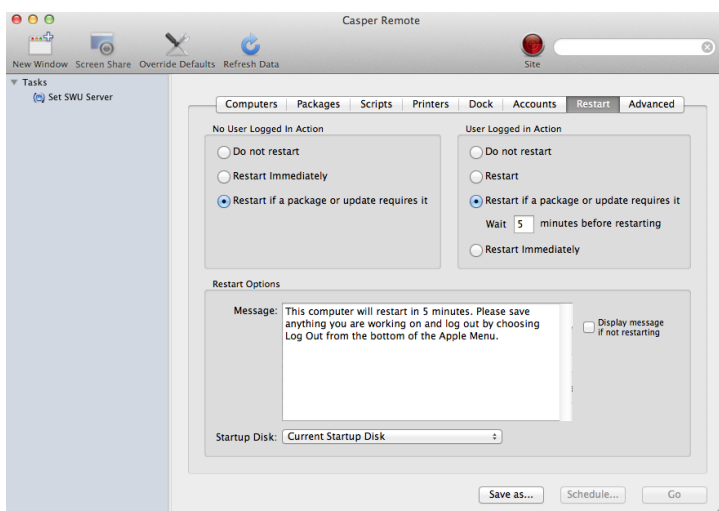 Casper Remote
New Window Screen Share Override Defaults Refresh Data Site
Tasks
Set SWU Server
Computers Packages Scripts Printers Dock Accounts Restart Advanced
No User Logged In Action
Do not restart
Restart Immediately
Restart if a package or update requires it
User Logged in Action
Do not restart
Restart
Restart if a package or update requires it
Wait 5 minutes before restarting
Restart Immediately
Restart Options
Message:
This computer will restart in 5 minutes. Please save
anything you are working on and log out by choosing
Log Out from the bottom of the Apple Menu.
Display message
if not restarting
Startup Disk: Current Startup Disk
Save as... Schedule... Go